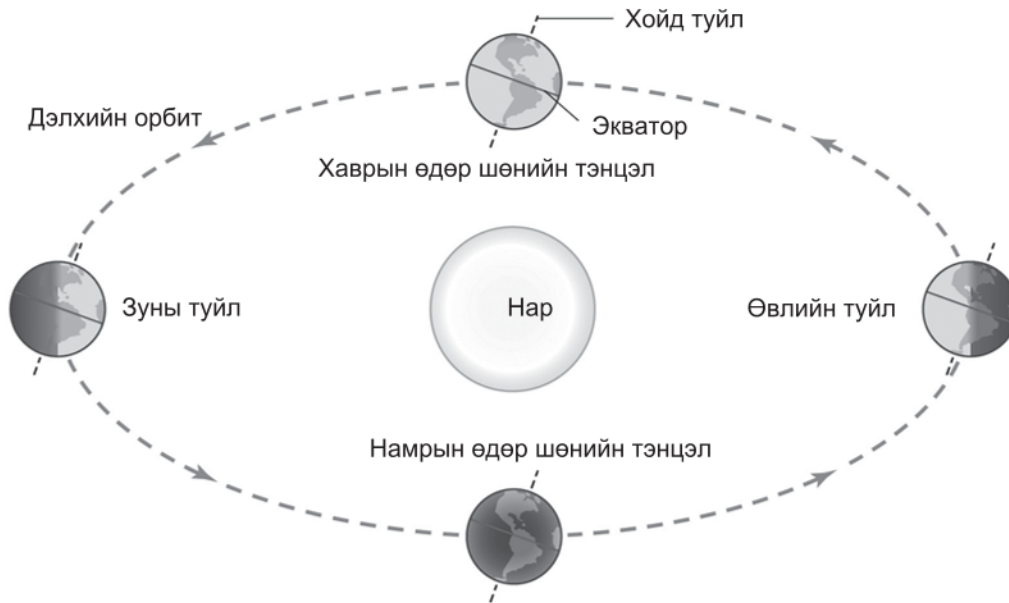 Хойд туйл
Дэлхийн орбит
Экватор
Хаврын өдөр шөнийн тэнцэл
Зуны туйл
Нар
Өвлийн туйл
Намрын өдөр шөнийн тэнцэл